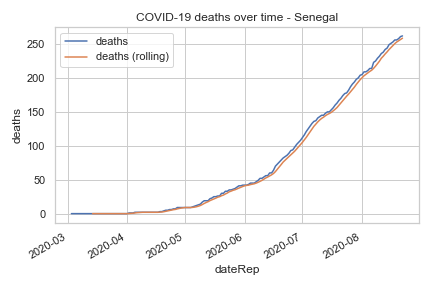 COVID-19 deaths over time - Senegal
deaths
deaths (rolling)
250
200
150
100
50
0
deaths
2020-03
2020-04
2020-05
2020-06
2020-07
2020-08
dateRep